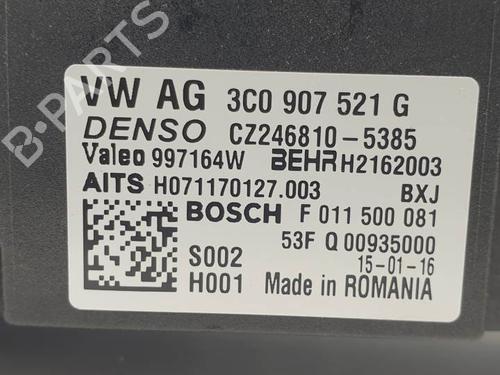 VW AG 3C0 907 521 G
DENSO CZ246810-5385
Valeo 997164W BEHR H2162003
AITS H071170127.003 BXJ
BOSCH F 011 500 081
53F Q 00935000
S002 15-01-16
H001 Made in ROMANIA
B-PARTS